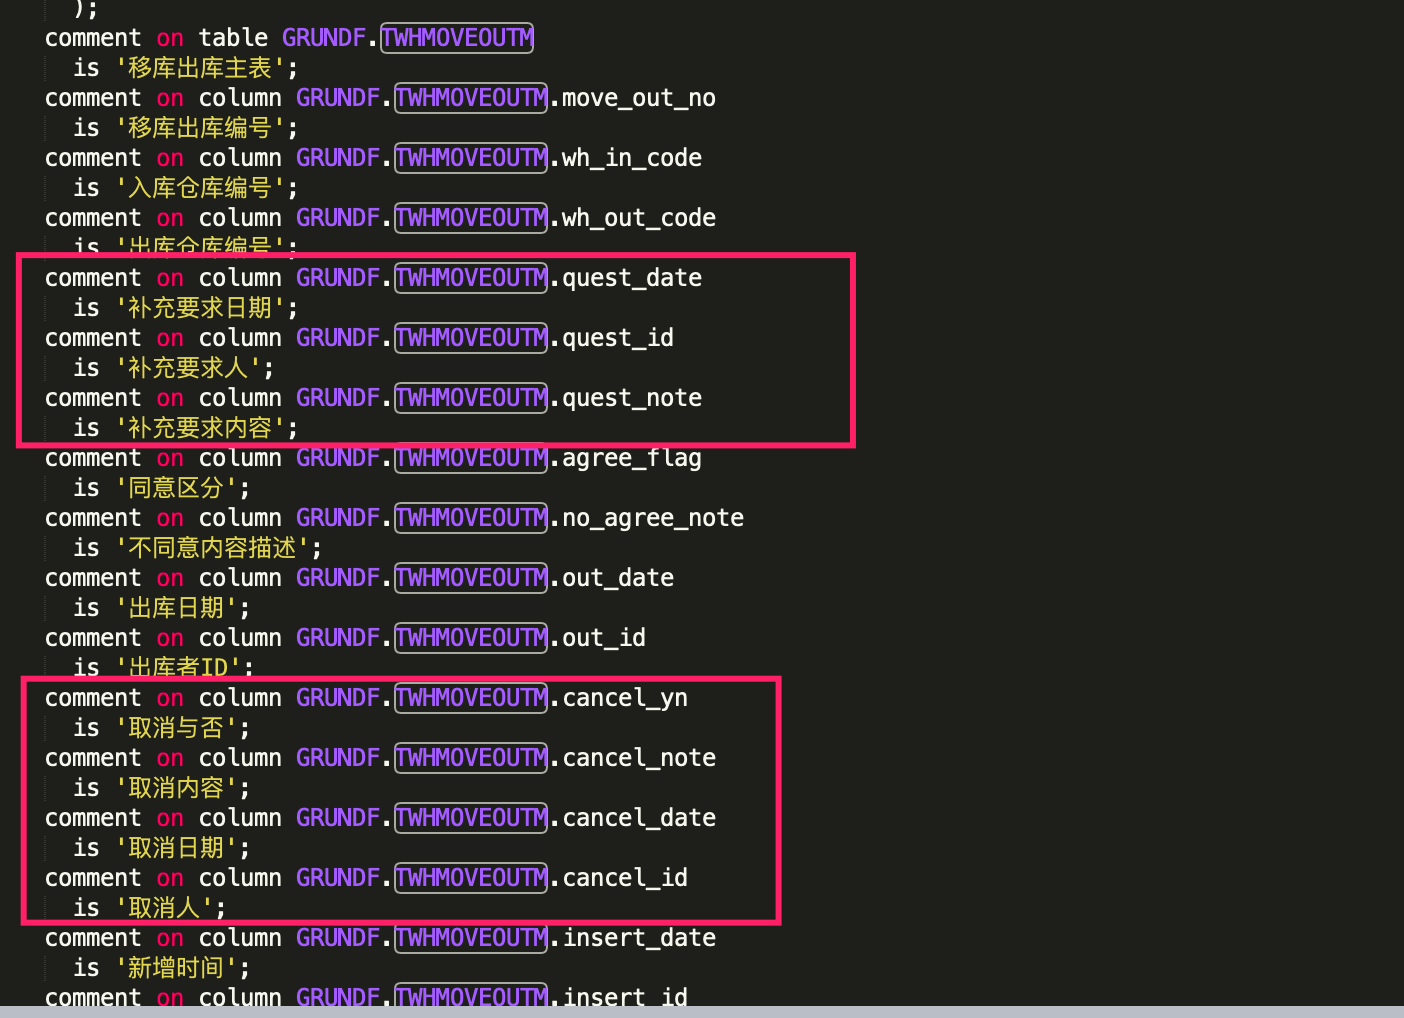 );
comment on table GRUNDF.TWHMOVEOUTM
is '移库出库主表';
comment on column GRUNDF.TWHMOVEOUTM.move_out_no
is '移库出库编号';
comment on column GRUNDF.TWHMOVEOUTM.wh_in_code
is '入库仓库编号';
comment on column GRUNDF.TWHMOVEOUTM.wh_out_code
is '出库仓库编号';
comment on column GRUNDF.TWHMOVEOUTM.quest_date
is '补充要求日期';
comment on column GRUNDF.TWHMOVEOUTM.quest_id
is '补充要求人';
comment on column GRUNDF.TWHMOVEOUTM.quest_note
is '补充要求内容';
comment on column GRUNDF.TWHMOVEOUTM.agree_flag
is '同意区分';
comment on column GRUNDF.TWHMOVEOUTM.no_agree_note
is '不同意内容描述';
comment on column GRUNDF.TWHMOVEOUTM.out_date
is '出库日期';
comment on column GRUNDF.TWHMOVEOUTM.out_id
is '出库者ID';
comment on column GRUNDF.TWHMOVEOUTM.cancel_yn
is '取消与否';
comment on column GRUNDF.TWHMOVEOUTM.cancel_note
is '取消内容';
comment on column GRUNDF.TWHMOVEOUTM.cancel_date
is '取消日期';
comment on column GRUNDF.TWHMOVEOUTM.cancel_id
is '取消人';
comment on column GRUNDF.TWHMOVEOUTM.insert_date
is '新增时间';
comment on column GRUNDF.TWHMOVEOUTM.insert_id